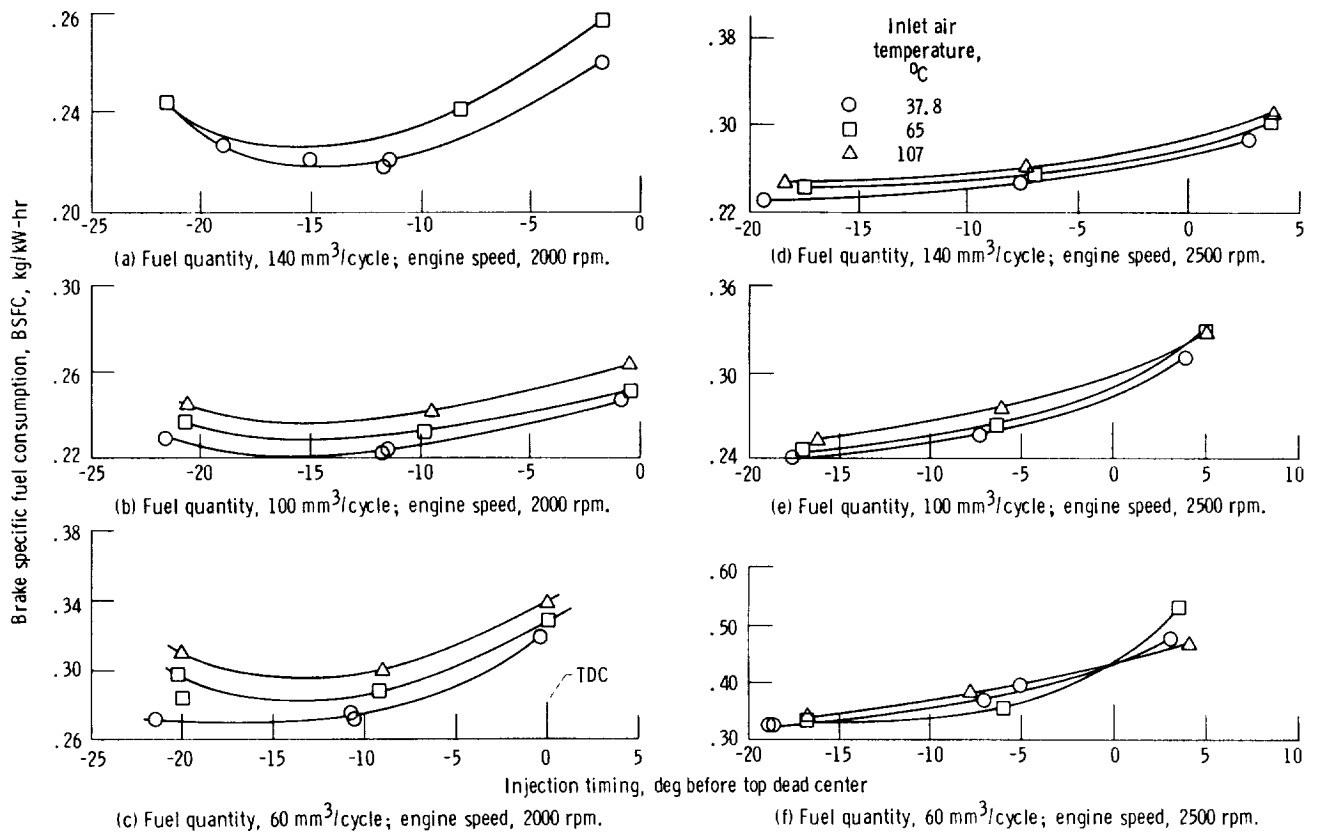 Brake specific fuel consumption, BSFC, kg/kW-hr
.26
.24
.20
-25 -20 -15 -10 -5 0
(a) Fuel quantity, 140 mm³/cycle; engine speed, 2000 rpm.
.30
.26
.22
-25 -20 -15 -10 -5 0
(b) Fuel quantity, 100 mm³/cycle; engine speed, 2000 rpm.
.38
.34
.30
.26
TDC
-25 -20 -15 -10 -5 0 5
(c) Fuel quantity, 60 mm³/cycle; engine speed, 2000 rpm.
Inlet air
temperature,
⁰C
37.8
65
107
.38
.30
.22
-20 -15 -10 -5 0 5
(d) Fuel quantity, 140 mm³/cycle; engine speed, 2500 rpm.
.36
.30
.24
-20 -15 -10 -5 0 5 10
(e) Fuel quantity, 100 mm³/cycle; engine speed, 2500 rpm.
.60
.50
.40
.30
-20 -15 -10 -5 0 5 10
(f) Fuel quantity, 60 mm³/cycle; engine speed, 2500 rpm.
Injection timing, deg before top dead center